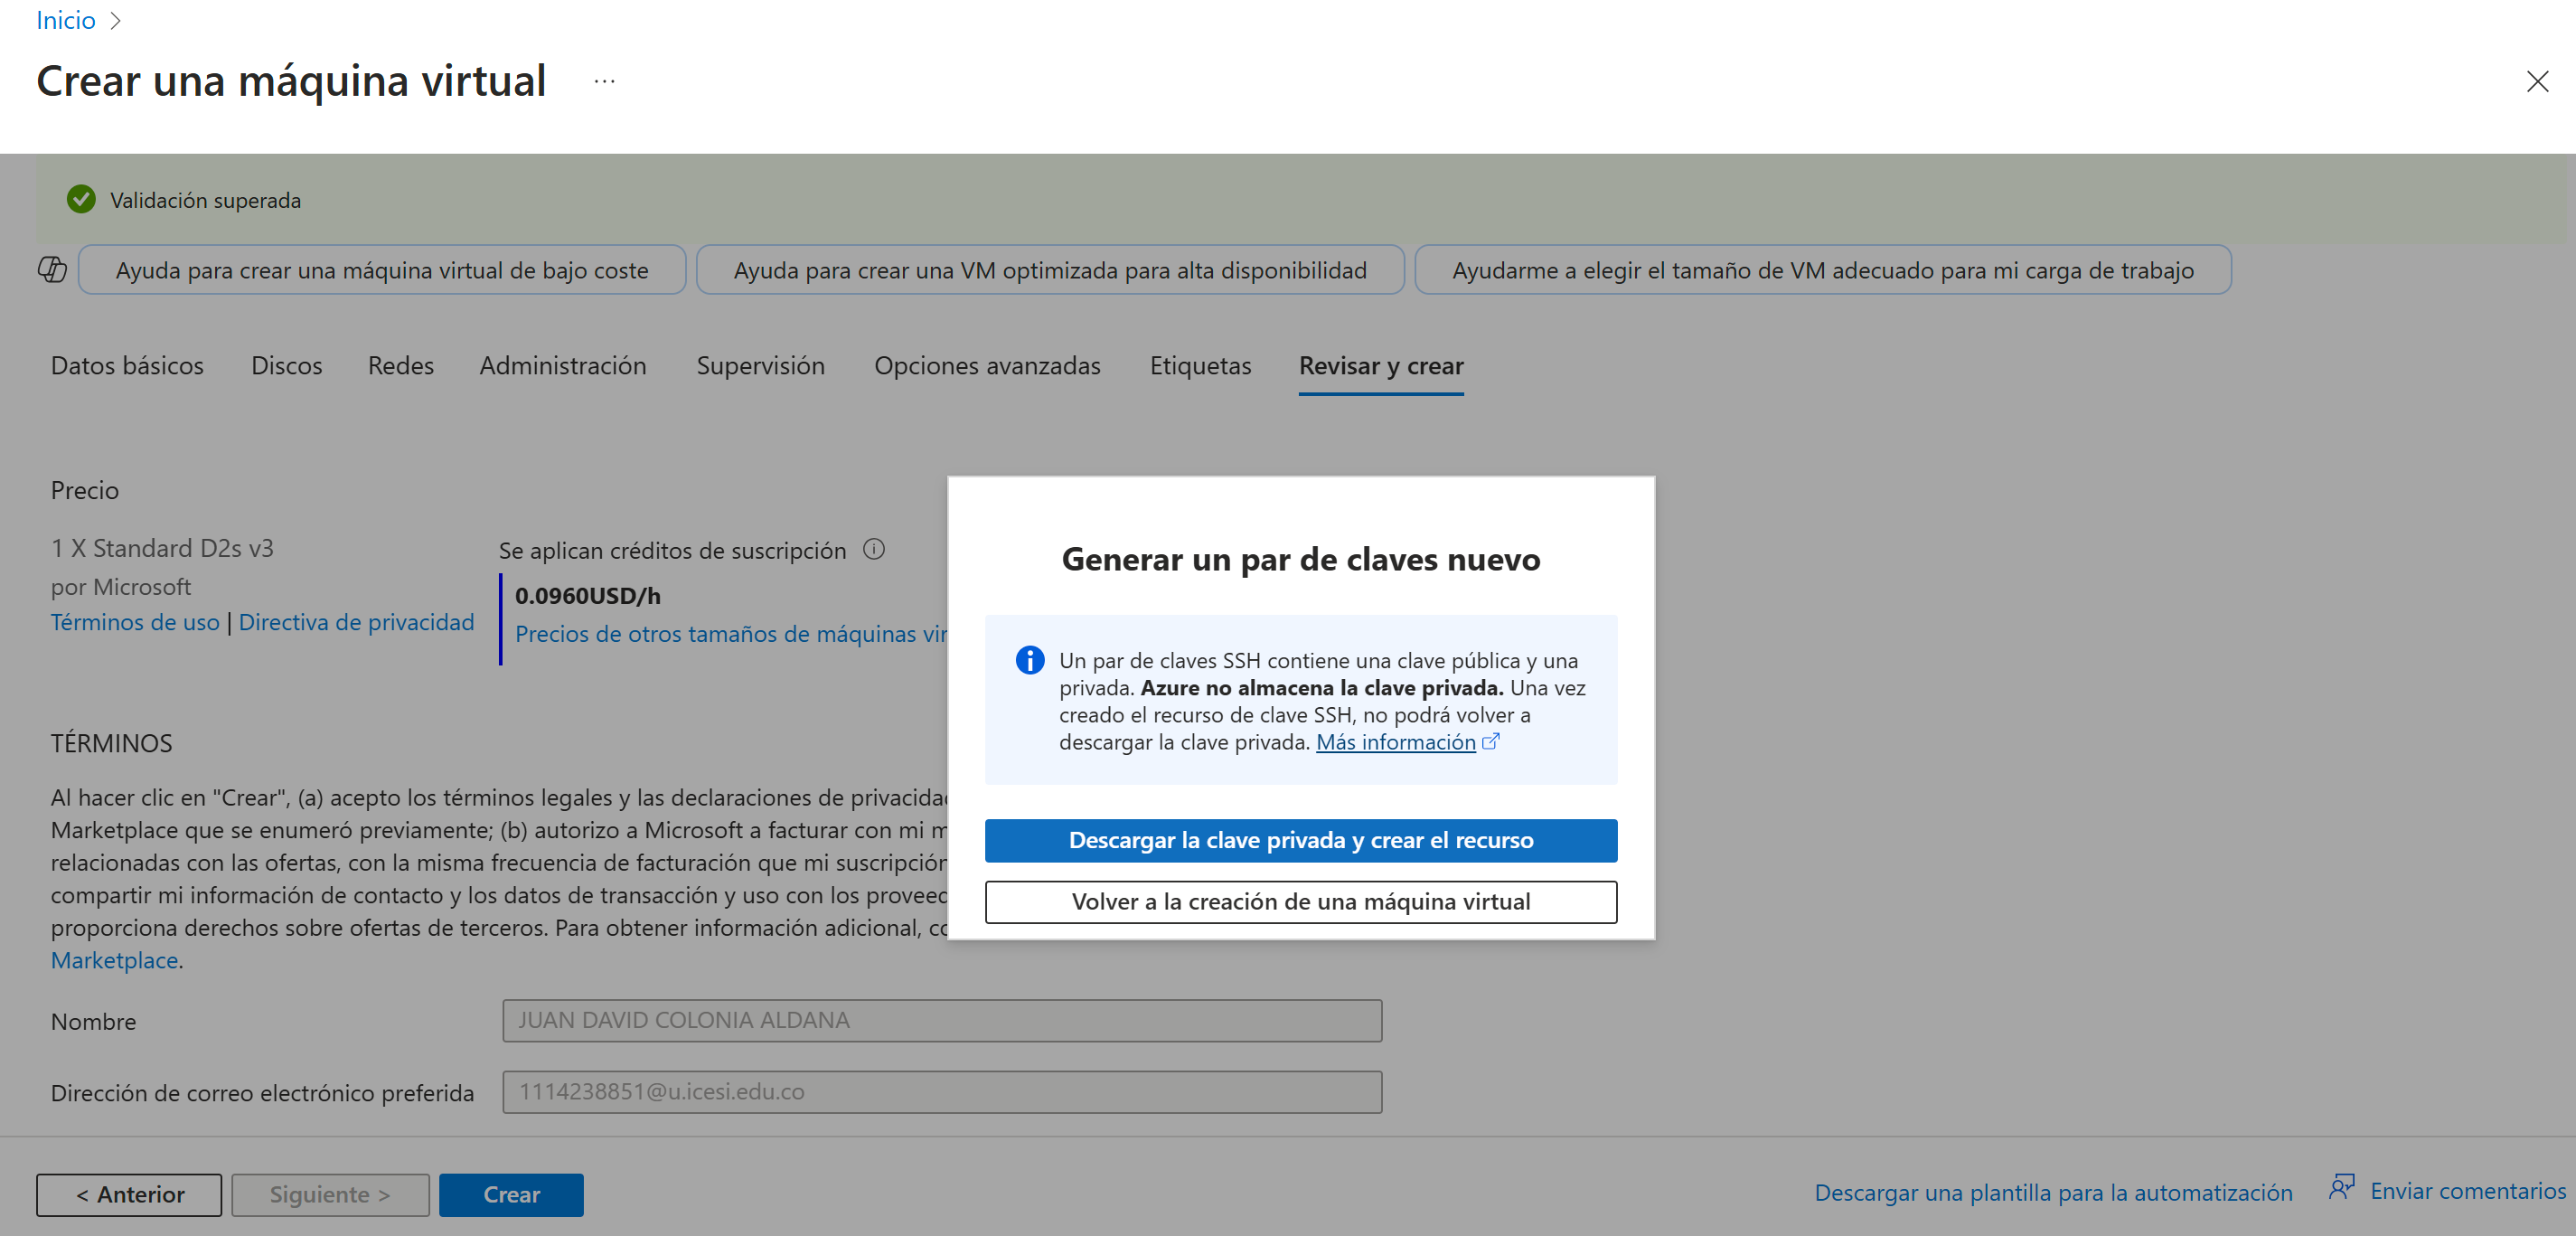 Inicio
Crear una máquina virtual
Validación superada
Ayuda para crear una máquina virtual de bajo coste
Ayuda para crear una VM optimizada para alta disponibilidad
Ayudarme a elegir el tamaño de VM adecuado para mi carga de trabajo
Datos básicos Discos Redes Administración Supervisión Opciones avanzadas Etiquetas Revisar y crear
Precio
1 X Standard D2s v3
por Microsoft
Términos de uso | Directiva de privacidad
Se aplican créditos de suscripción
0.0960USD/h
Precios de otros tamaños de máquinas
TÉRMINOS
Al hacer clic en "Crear", (a) acepto los términos legales y las declaraciones de
Marketplace que se enumeró previamente; (b) autorizo a Microsoft a facturar con mi
relacionadas con las ofertas, con la misma frecuencia de facturación que mi suscripción
compartir mi información de contacto y los datos de transacción y uso con los
proporciona derechos sobre ofertas de terceros. Para obtener información adicional,
Marketplace.
Nombre
JUAN DAVID COLONIA ALDANA
Dirección de correo electrónico preferida
1114238851@u.icesi.edu.co
Generar un par de claves nuevo
Un par de claves SSH contiene una clave pública y una
privada. Azure no almacena la clave privada. Una vez
creado el recurso de clave SSH, no podrá volver a
descargar la clave privada. Más información
Descargar la clave privada y crear el recurso
Volver a la creación de una máquina virtual
< Anterior
Siguiente >
Crear
Descargar una plantilla para la automatización
Enviar comentarios